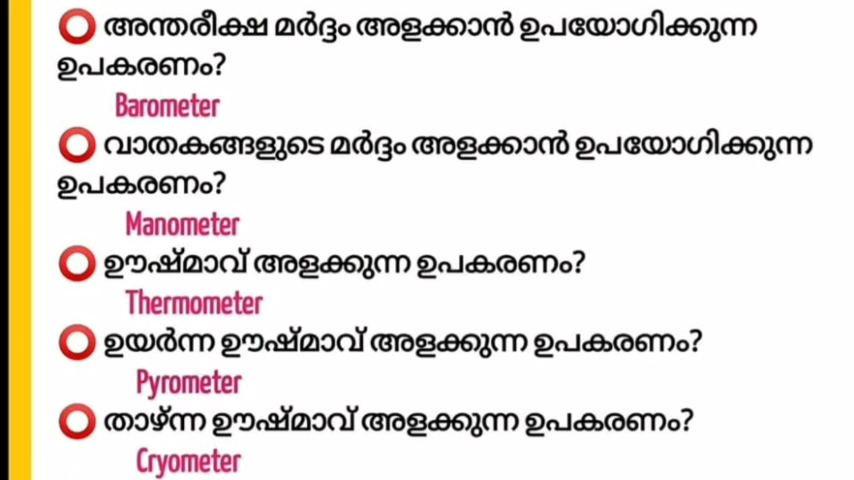 അന്തരീക്ഷ മർദ്ദം അളക്കാൻ ഉപയോഗിക്കുന്ന
ഉപകരണം?
Barometer
വാതകങ്ങളുടെ മർദ്ദം അളക്കാൻ ഉപയോഗിക്കുന്ന
ഉപകരണം?
Manometer
ഊഷ്മാവ് അളക്കുന്ന ഉപകരണം?
Thermometer
ഉയർന്ന ഊഷ്മാവ് അളക്കുന്ന ഉപകരണം?
Pyrometer
താഴ്ന്ന ഊഷ്മാവ് അളക്കുന്ന ഉപകരണം?
Cryometer